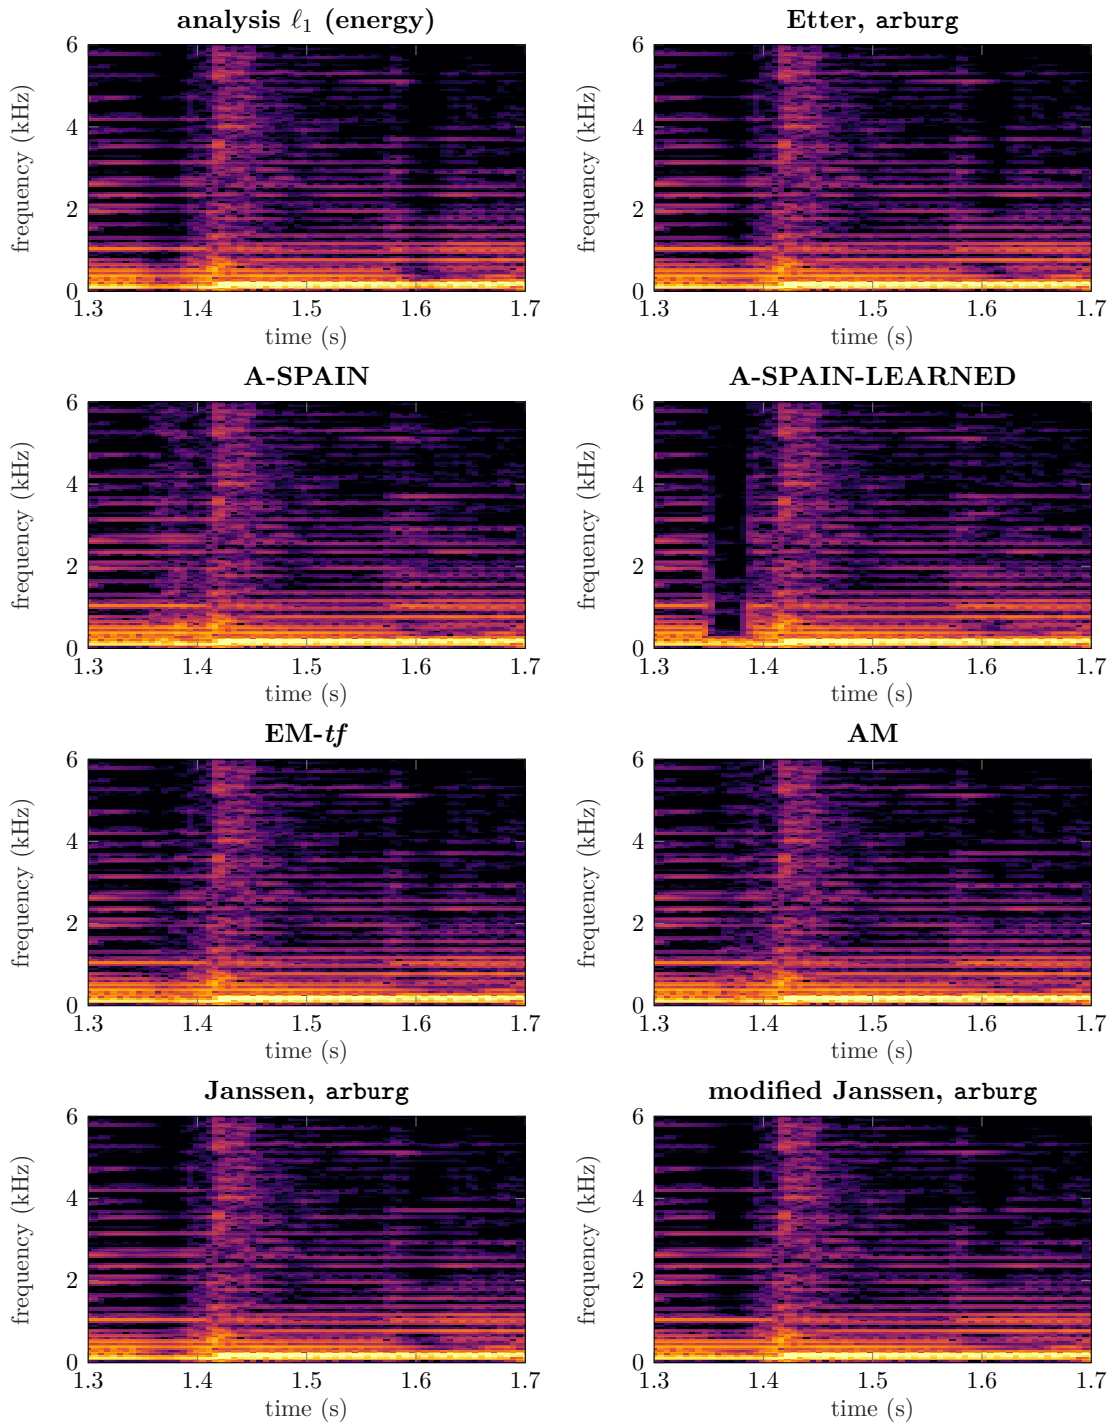 analysis ℓ1 (energy)
Etter, arburg
6
4
2
0
frequency (kHz)
1.3 1.4 1.5 1.6 1.7
time (s)
6
4
2
0
frequency (kHz)
1.3 1.4 1.5 1.6 1.7
time (s)
A-SPAIN
A-SPAIN-LEARNED
6
4
2
0
frequency (kHz)
1.3 1.4 1.5 1.6 1.7
time (s)
6
4
2
0
frequency (kHz)
1.3 1.4 1.5 1.6 1.7
time (s)
EM-tf
AM
6
4
2
0
frequency (kHz)
1.3 1.4 1.5 1.6 1.7
time (s)
6
4
2
0
frequency (kHz)
1.3 1.4 1.5 1.6 1.7
time (s)
Janssen, arburg
modified Janssen, arburg
6
4
2
0
frequency (kHz)
1.3 1.4 1.5 1.6 1.7
time (s)
6
4
2
0
frequency (kHz)
1.3 1.4 1.5 1.6 1.7
time (s)